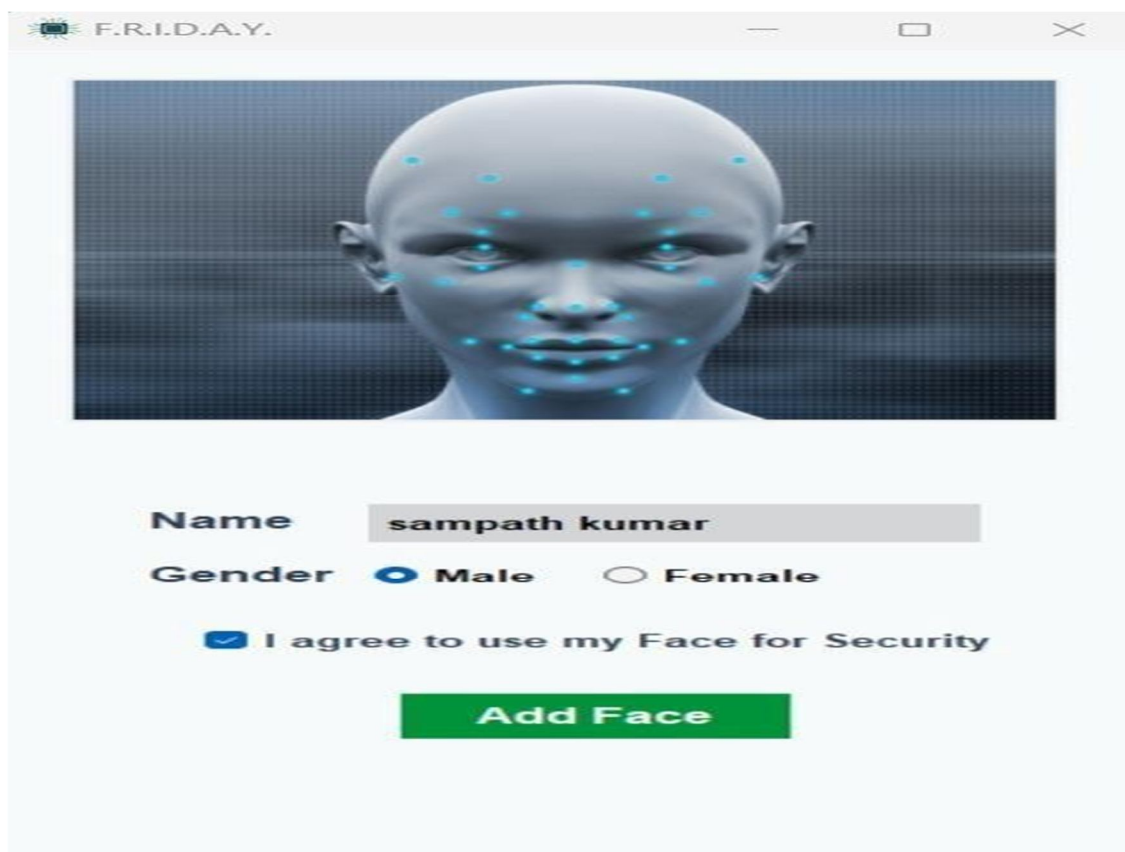 F.R.I.D.A.Y.
Name sampath kumar
Gender Male Female
I agree to use my Face for Security
Add Face